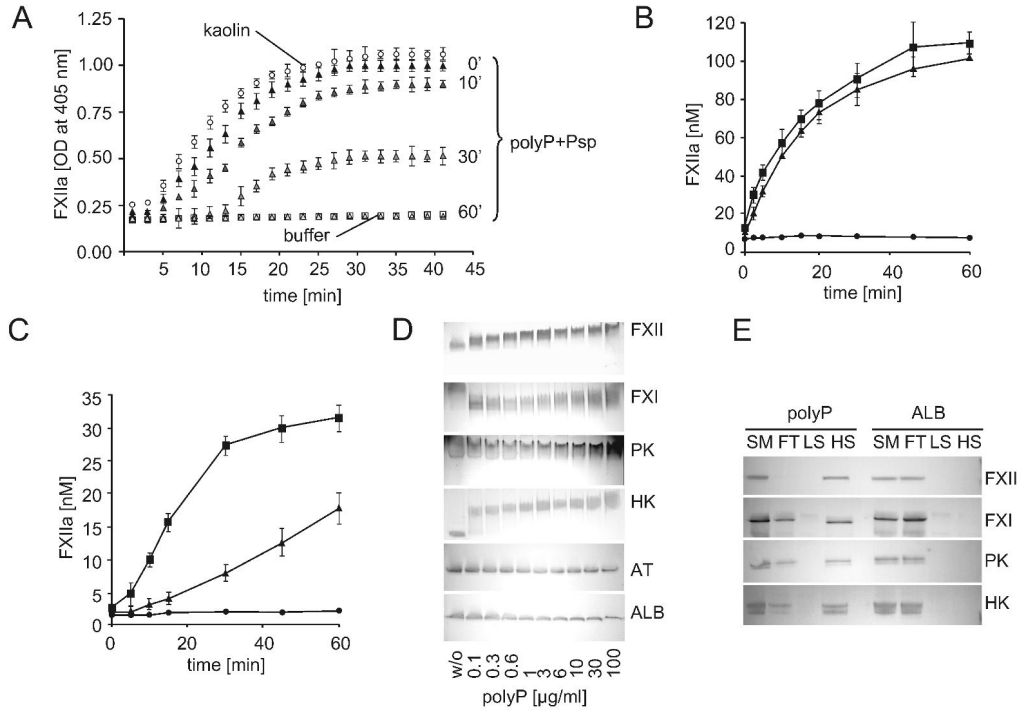 A
FXIIa [OD at 405 nm]
1.25
1.00
0.75
0.50
0.25
0.00
kaolin
0'
10'
30'
60'
polyP+Psp
buffer
5 10 15 20 25 30 35 40 45
time [min]
B
FXIIa [nM]
120
100
80
60
40
20
0
0 20 40 60
time [min]
C
FXIIa [nM]
35
30
25
20
15
10
5
0
0 20 40 60
time [min]
D
FXII
FXI
PK
HK
AT
ALB
w/o 0.1 0.3 0.6 1 3 6 10 30 100
polyP [µg/ml]
E
polyP ALB
SM FT LS HS SM FT LS HS
FXII
FXI
PK
HK